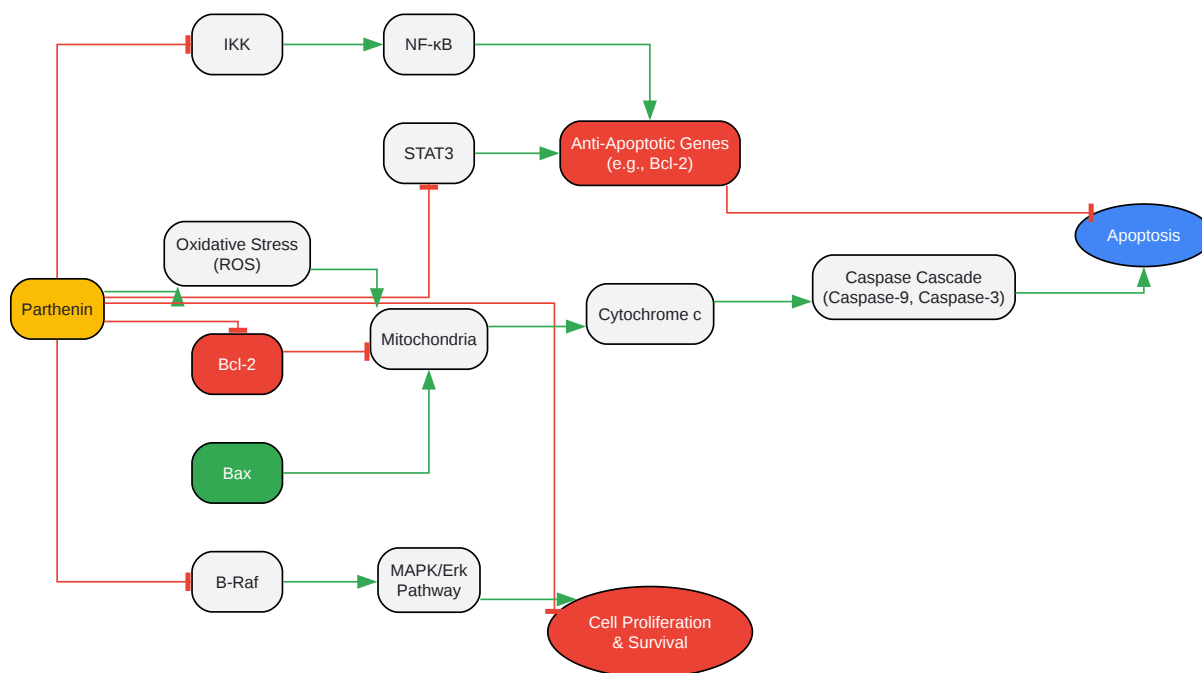 IKK
NF-κB
STAT3
Anti-Apoptotic Genes
(e.g., Bcl-2)
Oxidative Stress
(ROS)
Apoptosis
Parthenin
Caspase Cascade
(Caspase-9, Caspase-3)
Cytochrome c
Mitochondria
Bcl-2
Bax
B-Raf
MAPK/Erk
Pathway
Cell Proliferation
& Survival